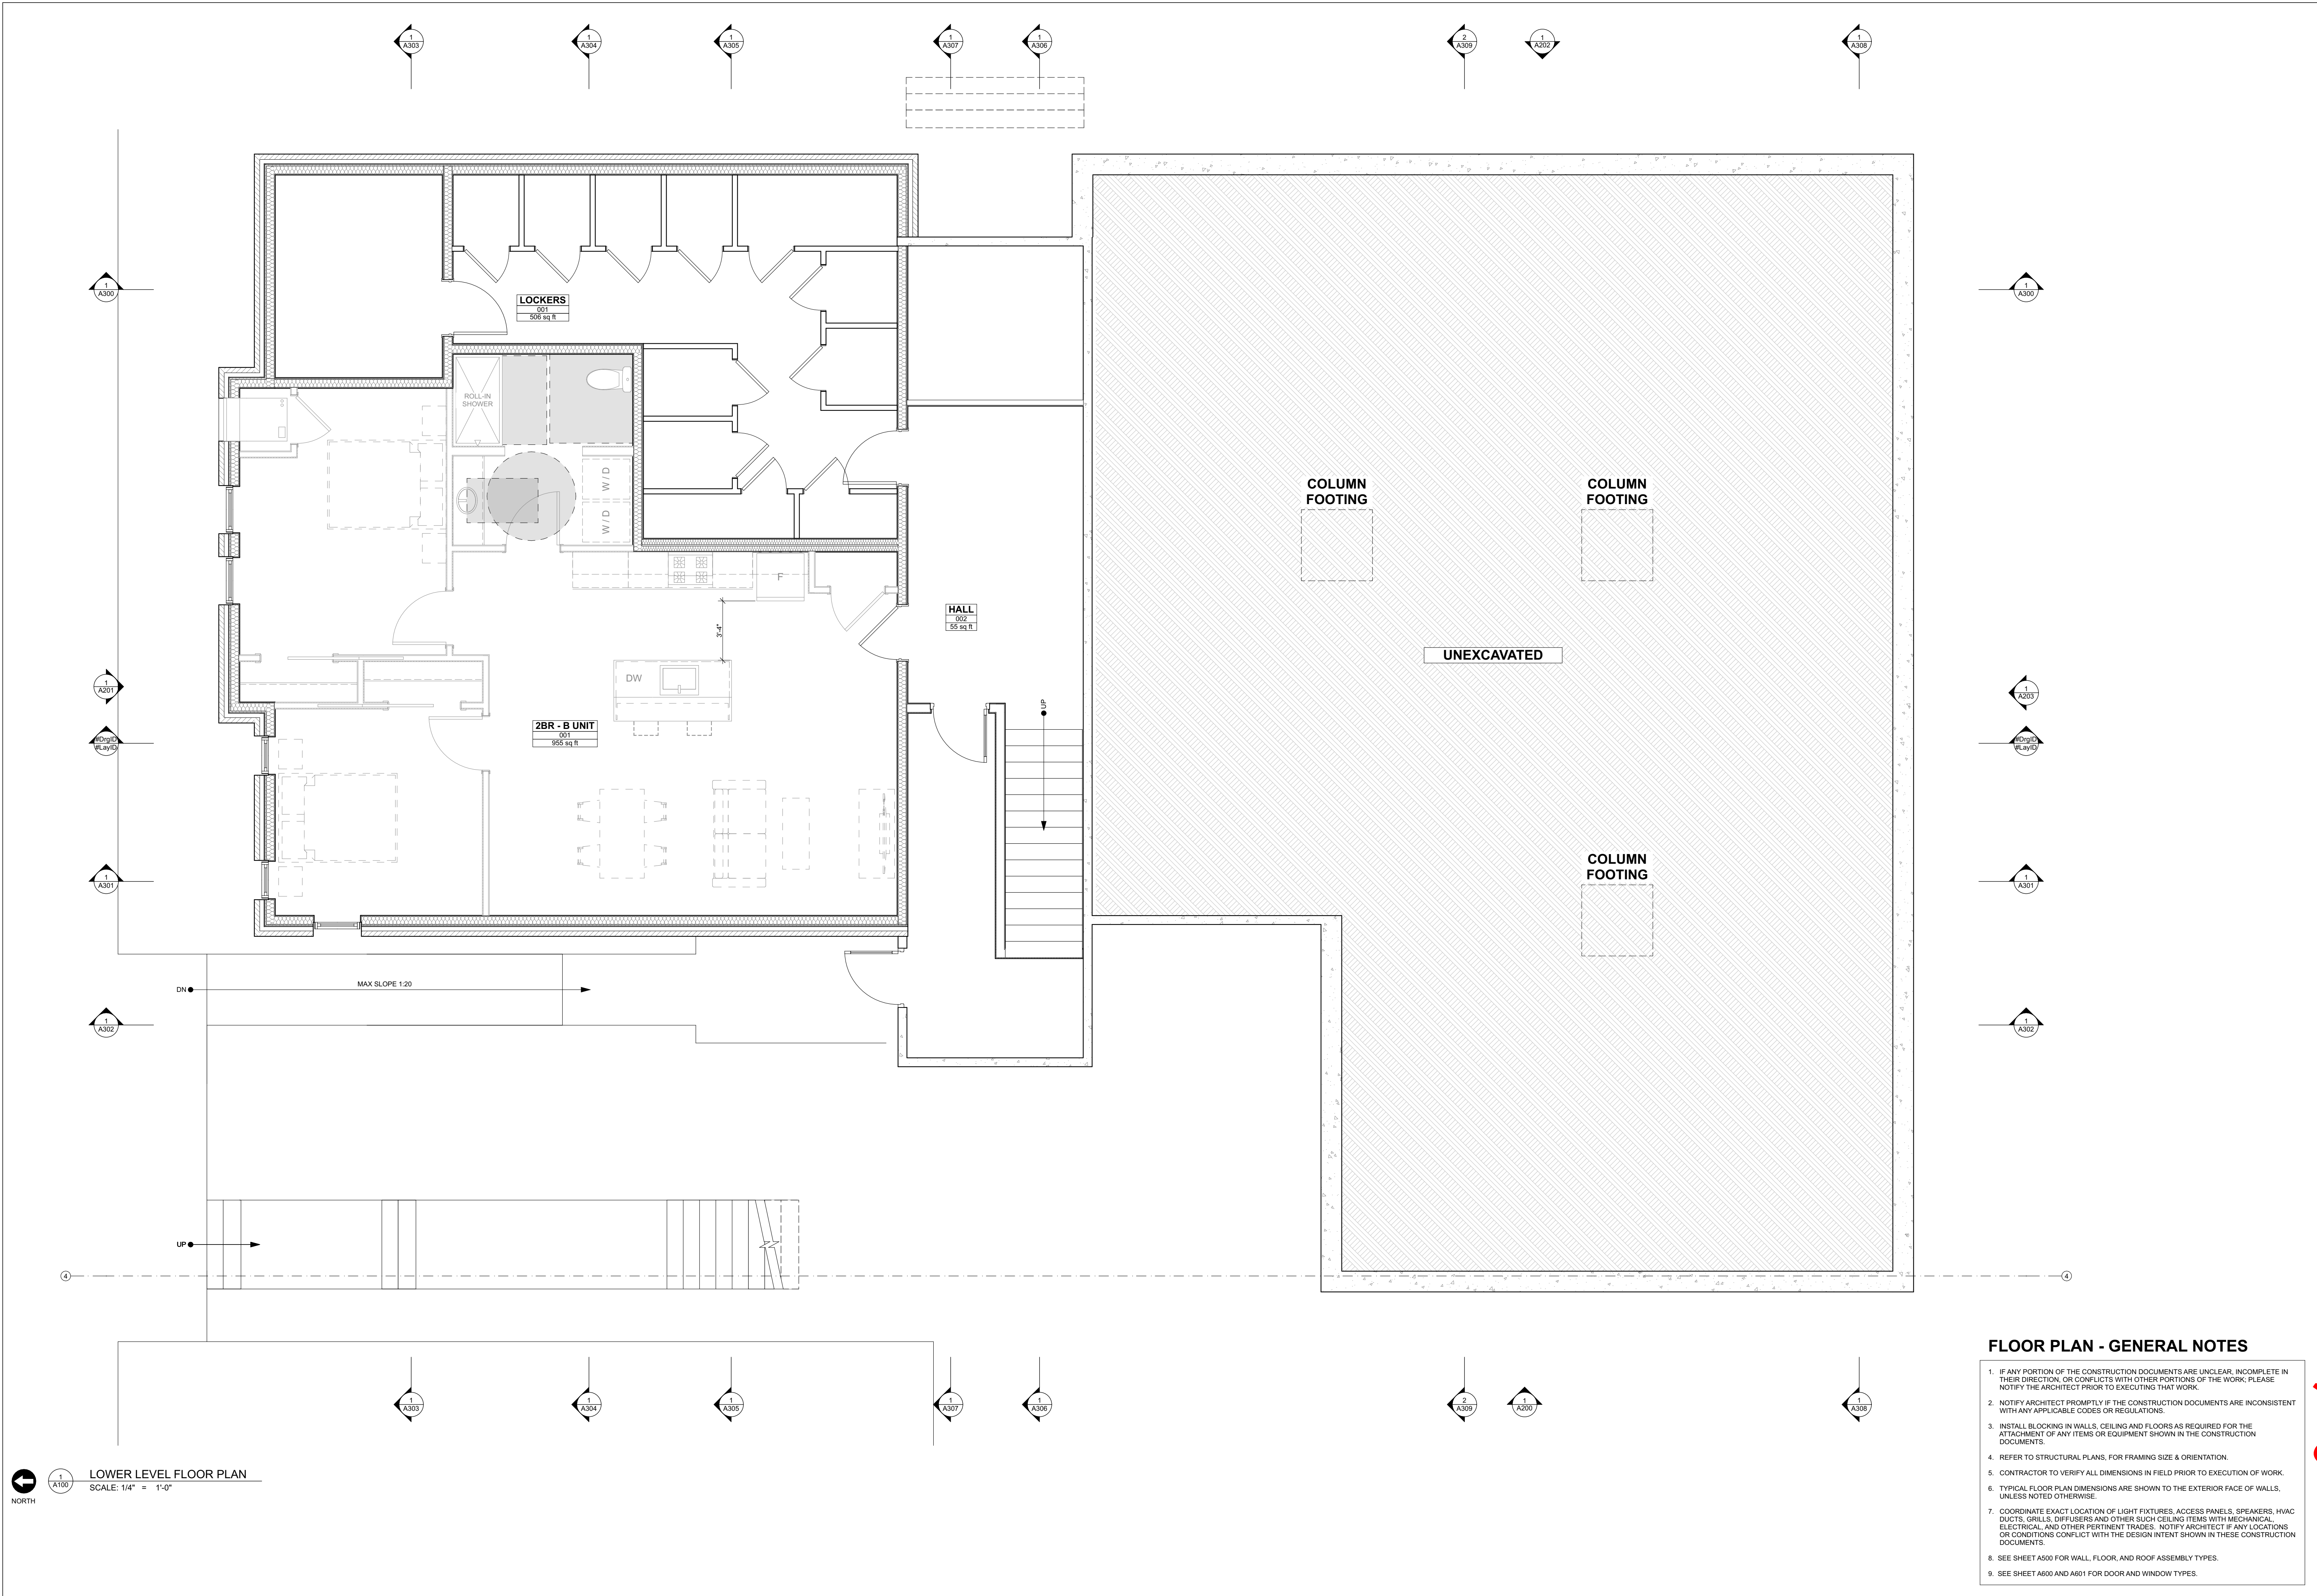 1 1 1 1 1 2 1 1
A303 A304 A305 A307 A306 A309 A202 A308
1
A300
LOCKERS
001
506 sq ft
1
A300
ROLL-IN
SHOWER
W / D
W / D
COLUMN
FOOTING
COLUMN
FOOTING
F
HALL
002
55 sq ft
3'-4"
UNEXCAVATED
DW
1
A201
1
A203
UP
2BR - B UNIT
001
955 sq ft
#DrgID
#LayID
#DrgID
#LayID
COLUMN
FOOTING
1
A301
1
A301
MAX SLOPE 1:20
DN
1
A302
1
A302
UP
4
4
1 1 1 1 1 2 1 1
A303 A304 A305 A307 A306 A309 A200 A308
NORTH
1
A100
LOWER LEVEL FLOOR PLAN
SCALE: 1/4" = 1'-0"
FLOOR PLAN - GENERAL NOTES
1. IF ANY PORTION OF THE CONSTRUCTION DOCUMENTS ARE UNCLEAR, INCOMPLETE IN
THEIR DIRECTION, OR CONFLICTS WITH OTHER PORTIONS OF THE WORK; PLEASE
NOTIFY THE ARCHITECT PRIOR TO EXECUTING THAT WORK.
2. NOTIFY ARCHITECT PROMPTLY IF THE CONSTRUCTION DOCUMENTS ARE INCONSISTENT
WITH ANY APPLICABLE CODES OR REGULATIONS.
3. INSTALL BLOCKING IN WALLS, CEILING AND FLOORS AS REQUIRED FOR THE
ATTACHMENT OF ANY ITEMS OR EQUIPMENT SHOWN IN THE CONSTRUCTION
DOCUMENTS.
4. REFER TO STRUCTURAL PLANS, FOR FRAMING SIZE & ORIENTATION.
5. CONTRACTOR TO VERIFY ALL DIMENSIONS IN FIELD PRIOR TO EXECUTION OF WORK.
6. TYPICAL FLOOR PLAN DIMENSIONS ARE SHOWN TO THE EXTERIOR FACE OF WALLS,
UNLESS NOTED OTHERWISE.
7. COORDINATE EXACT LOCATION OF LIGHT FIXTURES, ACCESS PANELS, SPEAKERS, HVAC
DUCTS, GRILLS, DIFFUSERS AND OTHER SUCH CEILING ITEMS WITH MECHANICAL,
ELECTRICAL, AND OTHER PERTINENT TRADES. NOTIFY ARCHITECT IF ANY LOCATIONS
OR CONDITIONS CONFLICT WITH THE DESIGN INTENT SHOWN IN THESE CONSTRUCTION
DOCUMENTS.
8. SEE SHEET A500 FOR WALL, FLOOR, AND ROOF ASSEMBLY TYPES.
9. SEE SHEET A600 AND A601 FOR DOOR AND WINDOW TYPES.